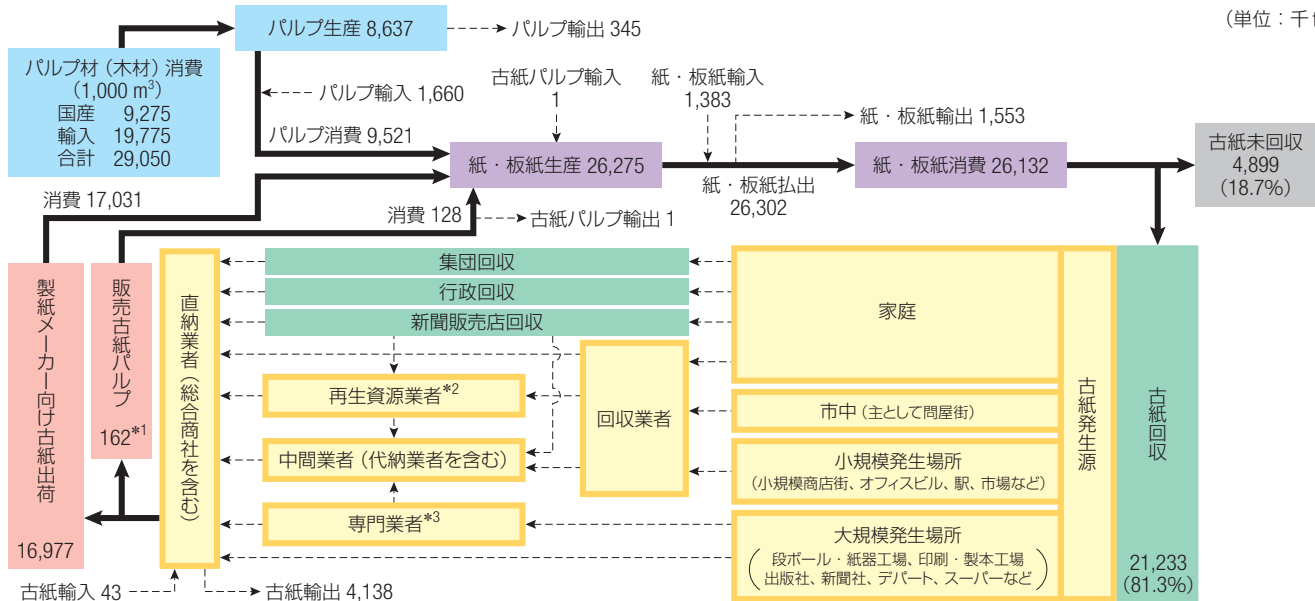 (単位：千t
パルプ生産 8,637
パルプ輸出 345
パルプ材（木材）消費
(1,000 m³)
国産 9,275
輸入 19,775
合計 29,050
パルプ輸入 1,660
パルプ消費 9,521
古紙パルプ輸入
1
紙・板紙輸入
1,383
紙・板紙輸出 1,553
紙・板紙生産 26,275
紙・板紙払出
26,302
紙・板紙消費 26,132
古紙未回収
4,899
(18.7%)
消費 17,031
消費 128
古紙パルプ輸出 1
製紙メーカー向け古紙出荷
16,977
販売古紙パルプ
162*1
直納業者（総合商社を含む）
集団回収
行政回収
新聞販売店回収
再生資源業者*2
中間業者（代納業者を含む）
専門業者*3
回収業者
家庭
市中（主として問屋街）
小規模発生場所
（小規模商店街、オフィスビル、駅、市場など）
大規模発生場所
（段ボール・紙器工場、印刷・製本工場
出版社、新聞社、デパート、スーパーなど）
古紙発生源
古紙回収
21,233
(81.3%)
古紙輸入 43
古紙輸出 4,138